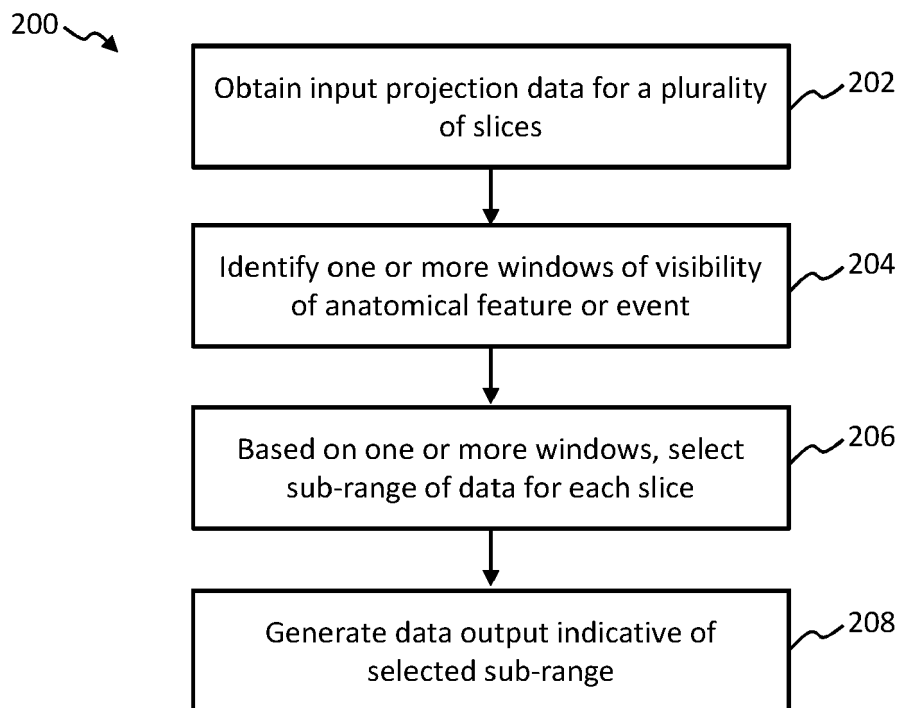 200
Obtain input projection data for a plurality
of slices
202
Identify one or more windows of visibility
of anatomical feature or event
204
Based on one or more windows, select
sub-range of data for each slice
206
Generate data output indicative of
selected sub-range
208